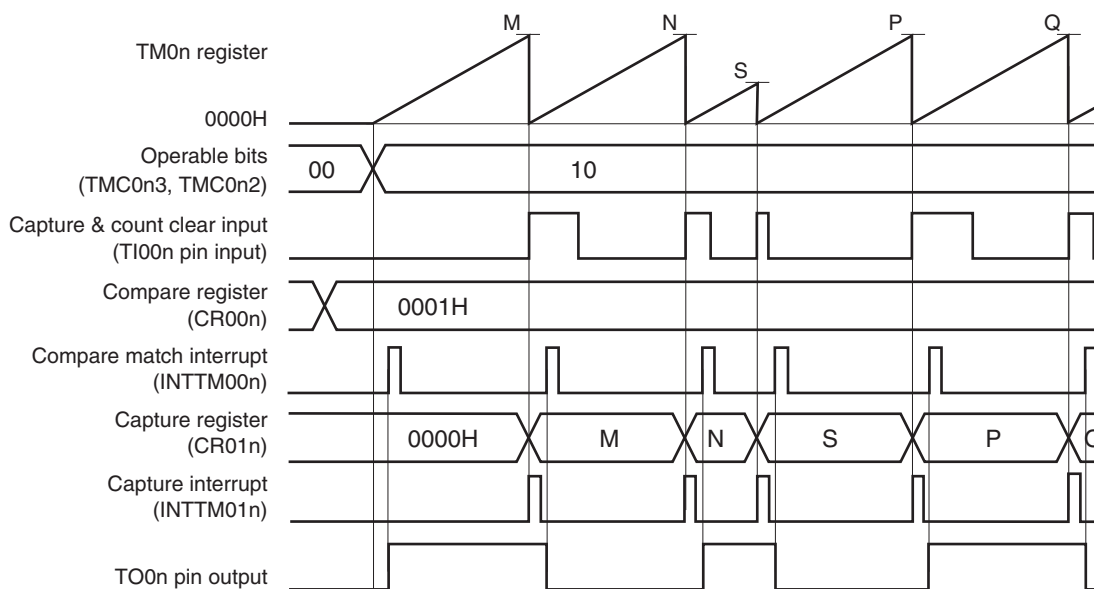 M N S P Q
TM0n register
0000H
Operable bits
(TMC0n3, TMC0n2)
00 10
Capture & count clear input
(TI00n pin input)
Compare register
(CR00n)
0001H
Compare match interrupt
(INTTM00n)
Capture register
(CR01n)
0000H M N S P
Capture interrupt
(INTTM01n)
TO0n pin output